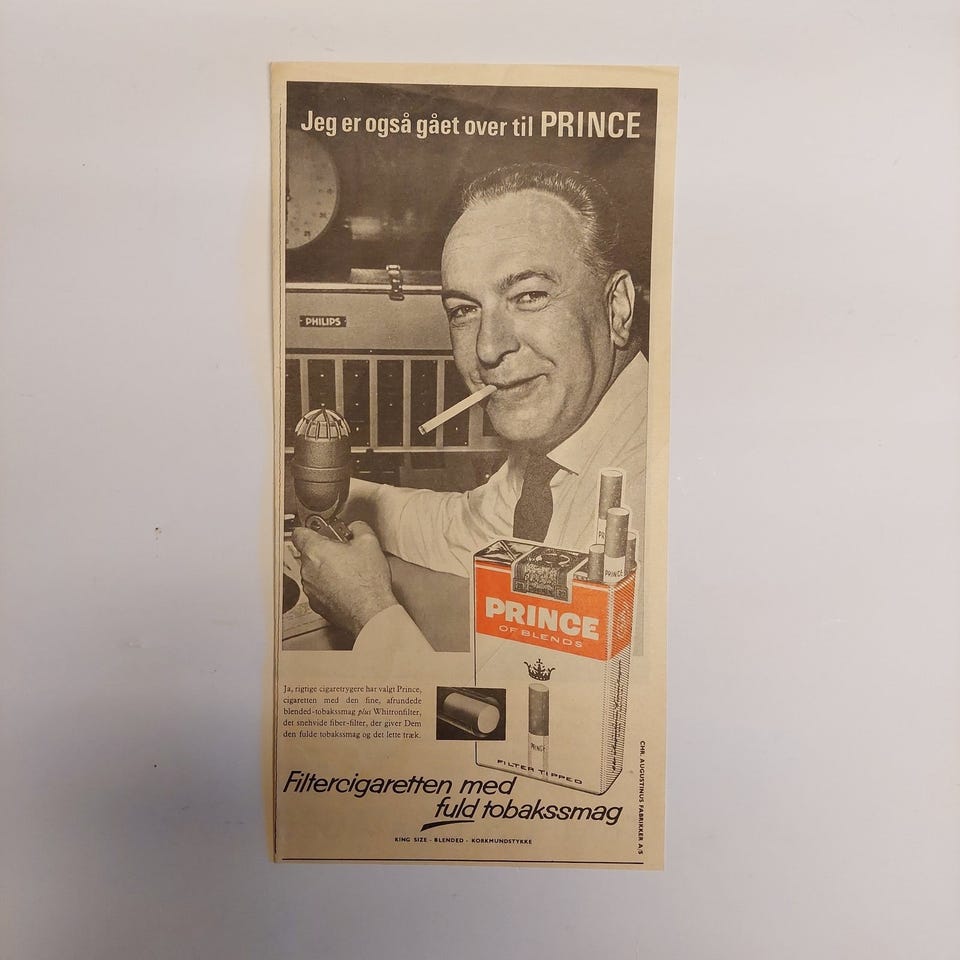 Jeg er også gået over til PRINCE
PHILIPS
PRINCE
PRINCE
OF BLENDS
Ja, rigtige cigaretrygere har valgt Prince,
cigaretten med den fine, afrundede
blended-tobakssmag plus Whitronfilter,
det snehvide fiber-filter, der giver Dem
den fulde tobakssmag og det lette træk.
PRINCE
FILTER TIPPED
Filtercigaretten med
fuld tobakssmag
KING SIZE - BLENDED - KORKMUNDSTYKKE
CHR. AUGUSTINUS FABRIKKER A/S